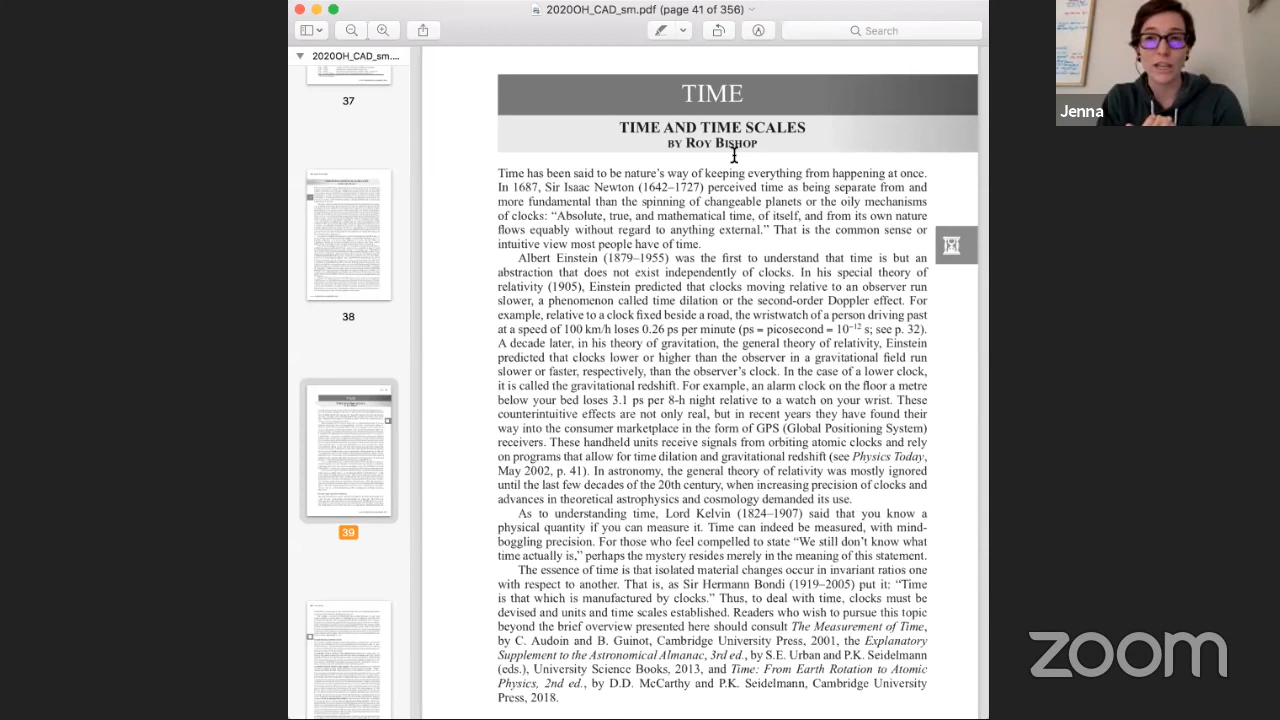 2020OH_CAD_sm.pdf (page 41 of 356)
Search
2020OH_CAD_sm....
37
38
39
TIME
TIME AND TIME SCALES
BY ROY BISHOP
Time has been said to be nature's way of keeping everything from happening at once.
In Sir Isaac Newton's day (1642–1727) time was perceived as being separate from and
more fundamental than the spinning of changeable planets or the oily mechanisms
of clocks: "Absolute, true and mathematical time, of itself, and from its own nature
flows equably without regard to anything external." That is the common sense or
intuitive view held by most people of his day and of ours.
Albert Einstein (1879–1955) was the first to understand that time is but an
abstraction that does not exist independently of clocks. In his special theory of
relativity (1905), Einstein predicted that clocks moving relative to an observer run
slower, a phenomenon called time dilation or the second-order Doppler effect. For
example, relative to a clock fixed beside a road, the wristwatch of a person driving past
at a speed of 100 km/h loses 0.26 ps per minute (ps = picosecond = 10⁻¹² s; see p. 32).
A decade later, in his theory of gravitation, the general theory of relativity, Einstein
predicted that clocks lower or higher than the observer in a gravitational field run
slower or faster, respectively, than the observer's clock. In the case of a lower clock,
it is called the gravitational redshift. For example, an alarm clock on the floor a metre
below your bed loses 3.1 ps per 8-h night relative to a watch on your wrist. These
counterintuitive effects are not only real, but in recent years they have found their
way into the commonplace in the form of GPS (Global Positioning System)
receivers. These handheld units receive signals from orbiting atomic clocks and rely
on programs that allow for time dilation and gravitational redshift (see Physics Today,
May 2002, p. 41). In a more general way, the general theory of relativity was mostly ignored
until the last few decades of the 20th century, when increasing precision of clocks and
advances in theoretical astrophysics and cosmology demanded its use.
As to understanding time, Lord Kelvin (1824–1907) said that you know a
physical quantity if you can measure it. Time can indeed be measured, with mind-
boggling precision. For those who feel compelled to state "We still don't know what
time actually is," perhaps the mystery resides merely in the meaning of this statement.
The essence of time is that isolated material changes occur in invariant ratios one
with respect to another. That is, as Sir Hermann Bondi (1919–2005) put it: "Time
is that which is manufactured by clocks." Thus, to deal with time, clocks must be
devised and units and time scales established. Readers who wish to pursue this topic
beyond the brief overview presented here should consult The Measurement of Time,
by Audoin and Guinot, Cambridge University Press, 2001, the Explanatory
Supplement to the Astronomical Almanac, 3rd ed., edited by Urban and Seidelmann
University Science Books, 2012, and Time: From Earth Rotation to Atomic
Physics, 2nd ed., by McCarthy and P.K. Seidelmann, Cambridge University
Jenna